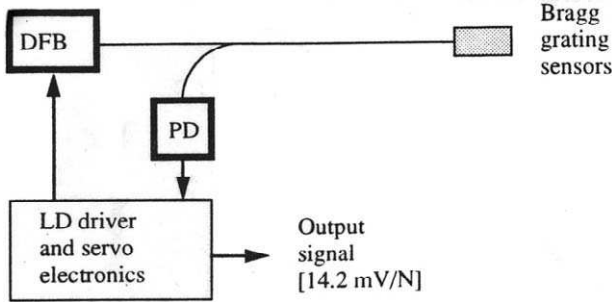 DFB
Bragg
grating
sensors
PD
LD driver
and servo
electronics
Output
signal
[14.2 mV/N]